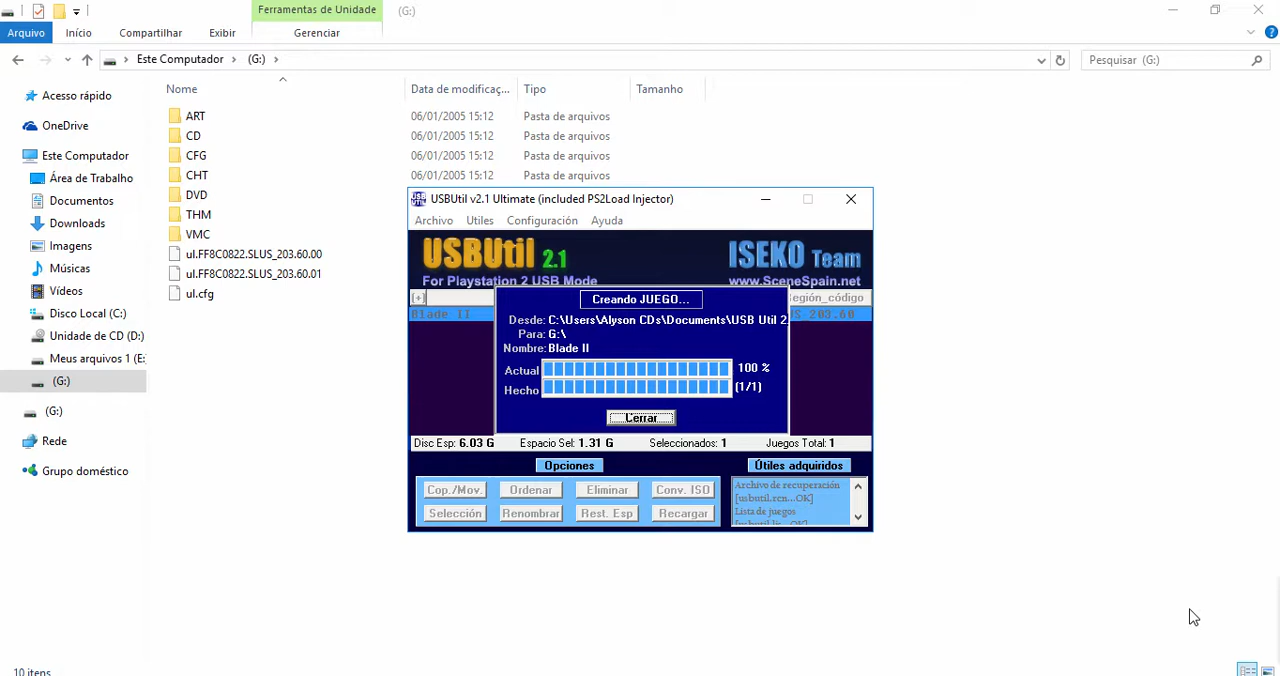 Ferramentas de Unidade
(G:)
Arquivo
Início
Compartilhar
Exibir
Gerenciar
Este Computador
(G:)
Pesquisar (G:)
Nome
Data de modificaç...
Tipo
Tamanho
Acesso rápido
OneDrive
Este Computador
Área de Trabalho
Documentos
Downloads
Imagens
Músicas
Vídeos
Disco Local (C:)
Unidade de CD (D:)
Meus arquivos 1 (E:
(G:)
(G:)
Rede
Grupo doméstico
ART 06/01/2005 15:12 Pasta de arquivos
CD 06/01/2005 15:12 Pasta de arquivos
CFG 06/01/2005 15:12 Pasta de arquivos
CHT 06/01/2005 15:12 Pasta de arquivos
DVD
THM
VMC
ul.FF8C0822.SLUS_203.60.00
ul.FF8C0822.SLUS_203.60.01
ul.cfg
USBUtil v2.1 Ultimate (included PS2Load Injector)
Archivo Utiles Configuración Ayuda
USBUtil 2.1
For Playstation 2 USB Mode
ISEKO Team
www.SceneSpain.net
[+]
egión_código
Blade II
US 203.60
Creando JUEGO...
Desde: C:\Users\Alyson CDs\Documents\USB Util 2.
Para: G:\
Nombre: Blade II
Actual 100 %
Hecho (1/1)
Cerrar
Disc Esp: 6.03 G Espacio Sel: 1.31 G Seleccionados: 1 Juegos Total: 1
Opciones
Útiles adquiridos
Cop./Mov. Ordenar Eliminar Conv. ISO
Selección Renombrar Rest. Esp Recargar
Archivo de recuperación
[usbutil.rcn...OK]
Lista de juegos
[usbutil.lis...OK]
10 itens